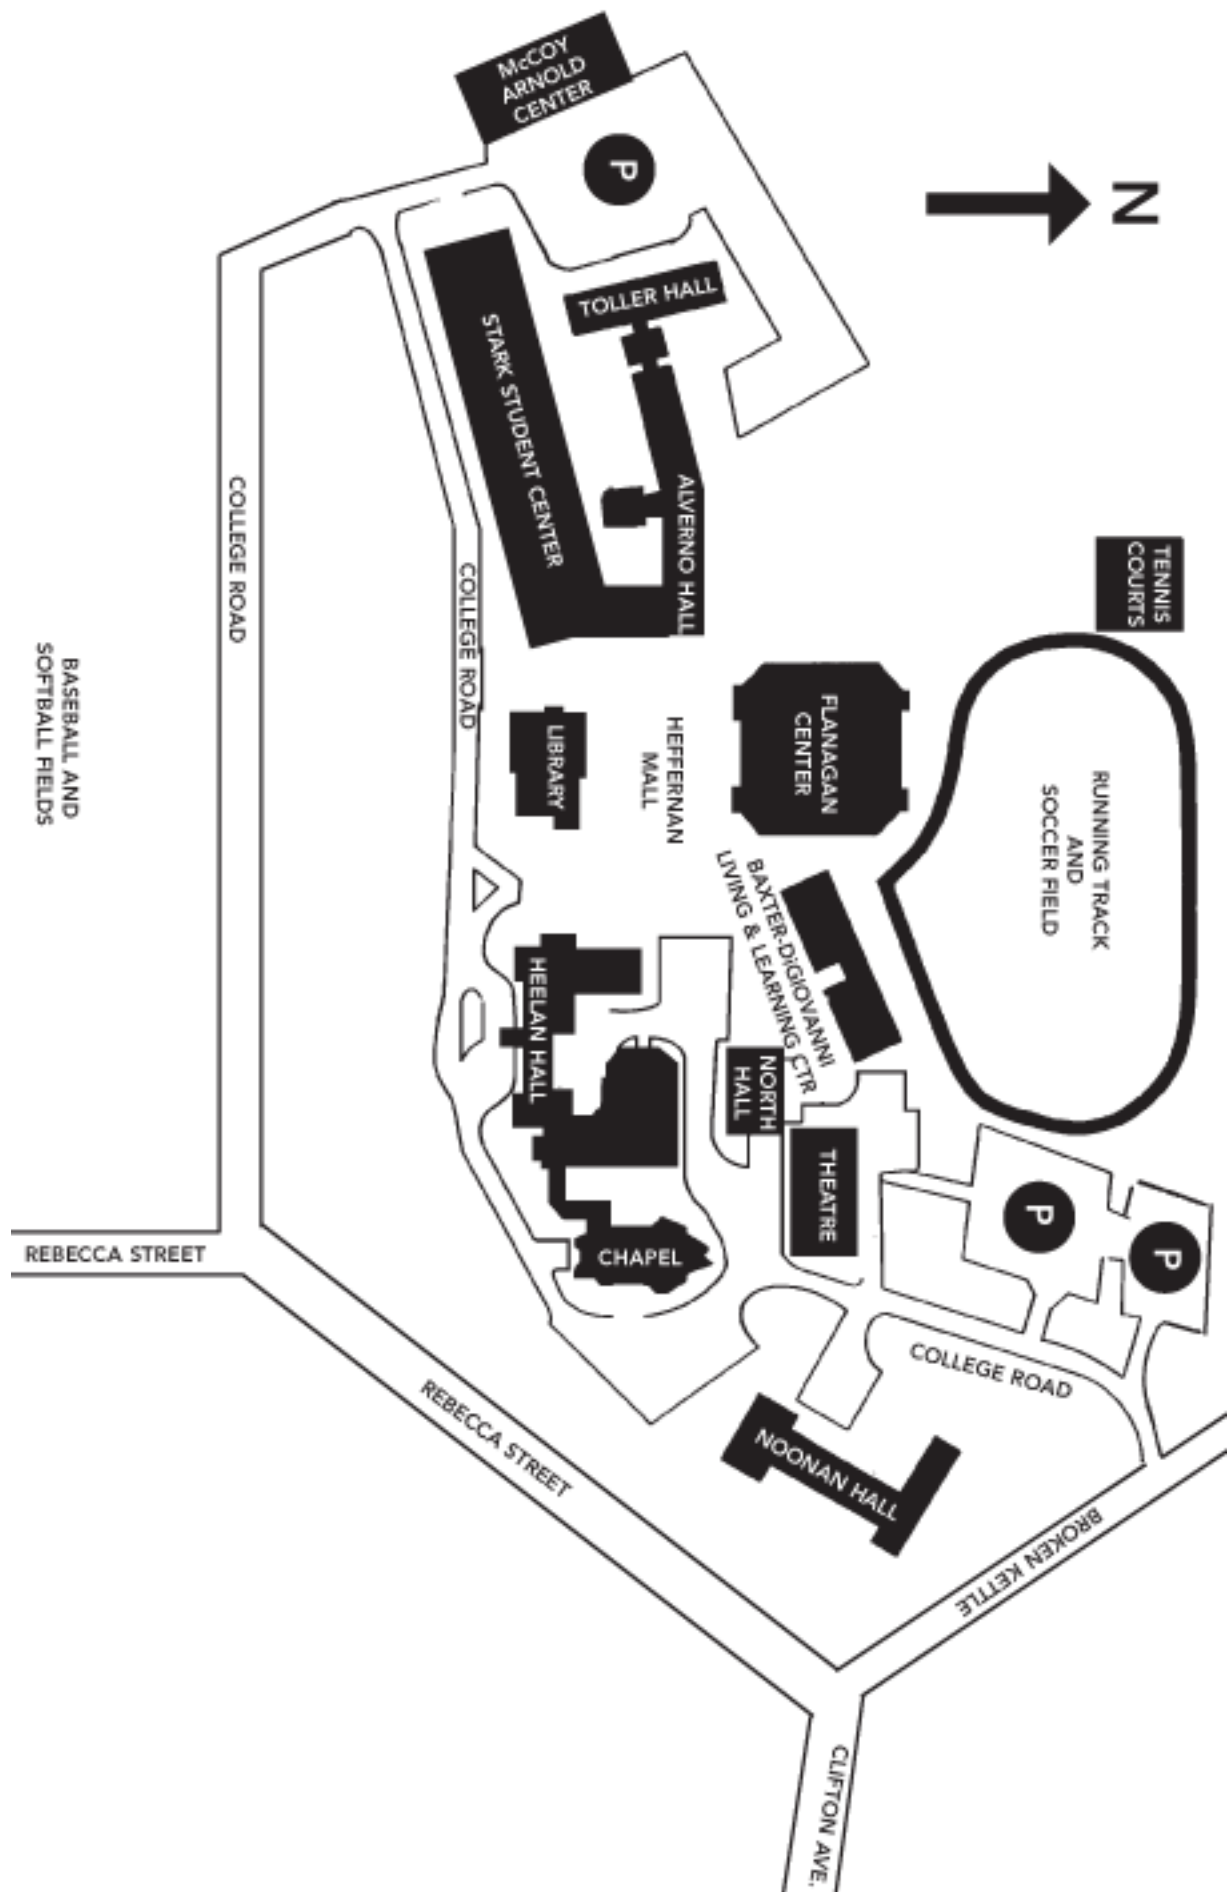 McCOY
ARNOLD
CENTER
P
N
TOLLER HALL
STARK STUDENT CENTER
ALVERNO HALL
COLLEGE ROAD
COLLEGE ROAD
TENNIS
COURTS
BASEBALL AND
SOFTBALL FIELDS
LIBRARY
HEFFERNAN
MALL
FLANAGAN
CENTER
RUNNING TRACK
AND
SOCCER FIELD
BAXTER-DiGIOVANNI
LIVING & LEARNING CTR
HEELAN HALL
NORTH
HALL
THEATRE
P
P
CHAPEL
REBECCA STREET
REBECCA STREET
COLLEGE ROAD
NOONAN HALL
BROKEN KETTLE
CLIFTON AVE.